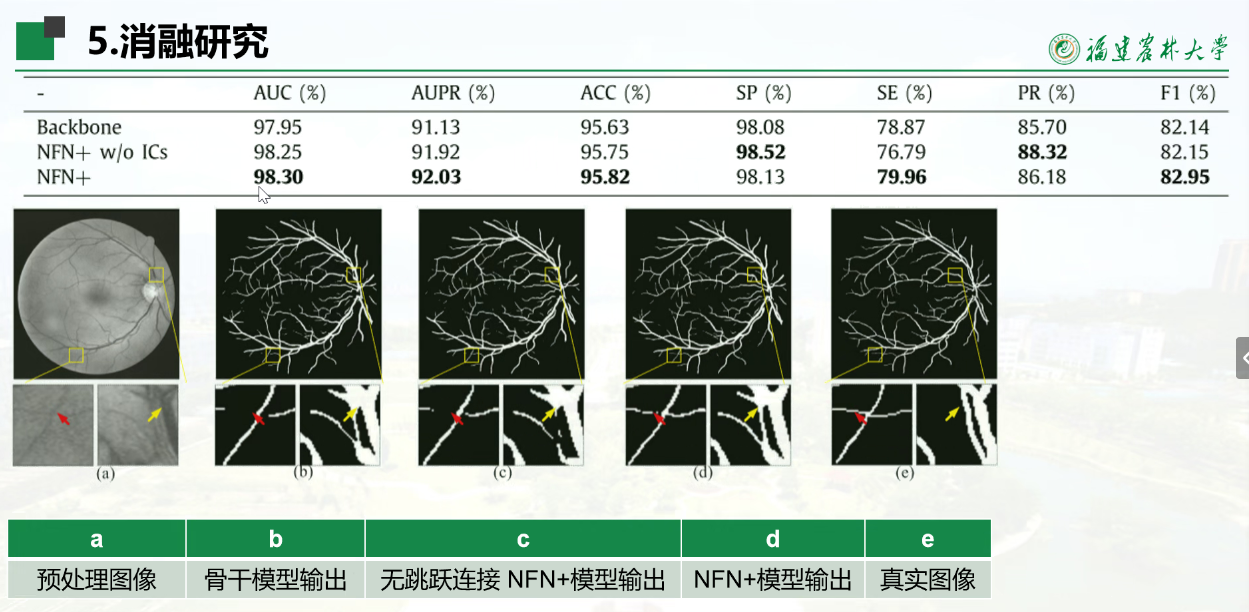 5.消融研究
福建农林大学
- AUC (%) AUPR (%) ACC (%) SP (%) SE (%) PR (%) F1 (%)
Backbone 97.95 91.13 95.63 98.08 78.87 85.70 82.14
NFN+ w/o ICs 98.25 91.92 95.75 98.52 76.79 88.32 82.15
NFN+ 98.30 92.03 95.82 98.13 79.96 86.18 82.95
(a) (b) (c) (d) (e)
a b c d e
预处理图像 骨干模型输出 无跳跃连接 NFN+模型输出 NFN+模型输出 真实图像